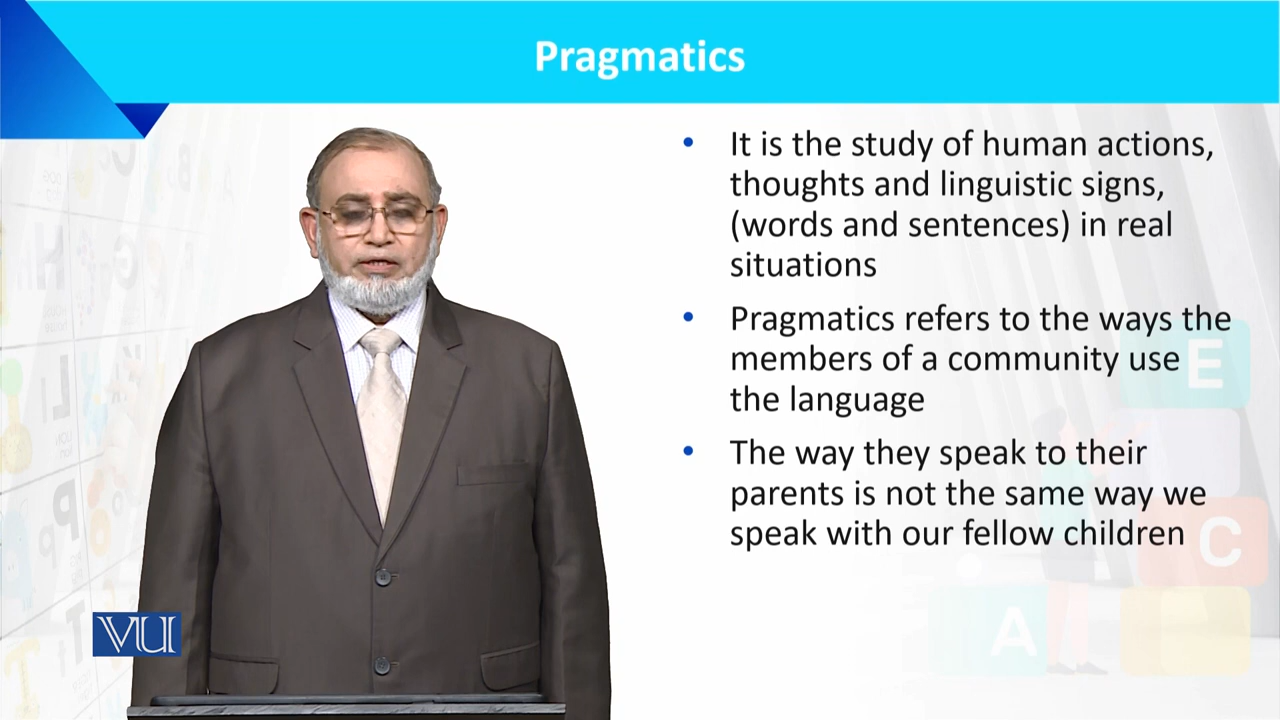 Pragmatics
• It is the study of human actions,
thoughts and linguistic signs,
(words and sentences) in real
situations
• Pragmatics refers to the ways the
members of a community use
the language
• The way they speak to their
parents is not the same way we
speak with our fellow children
VU
E
C
A